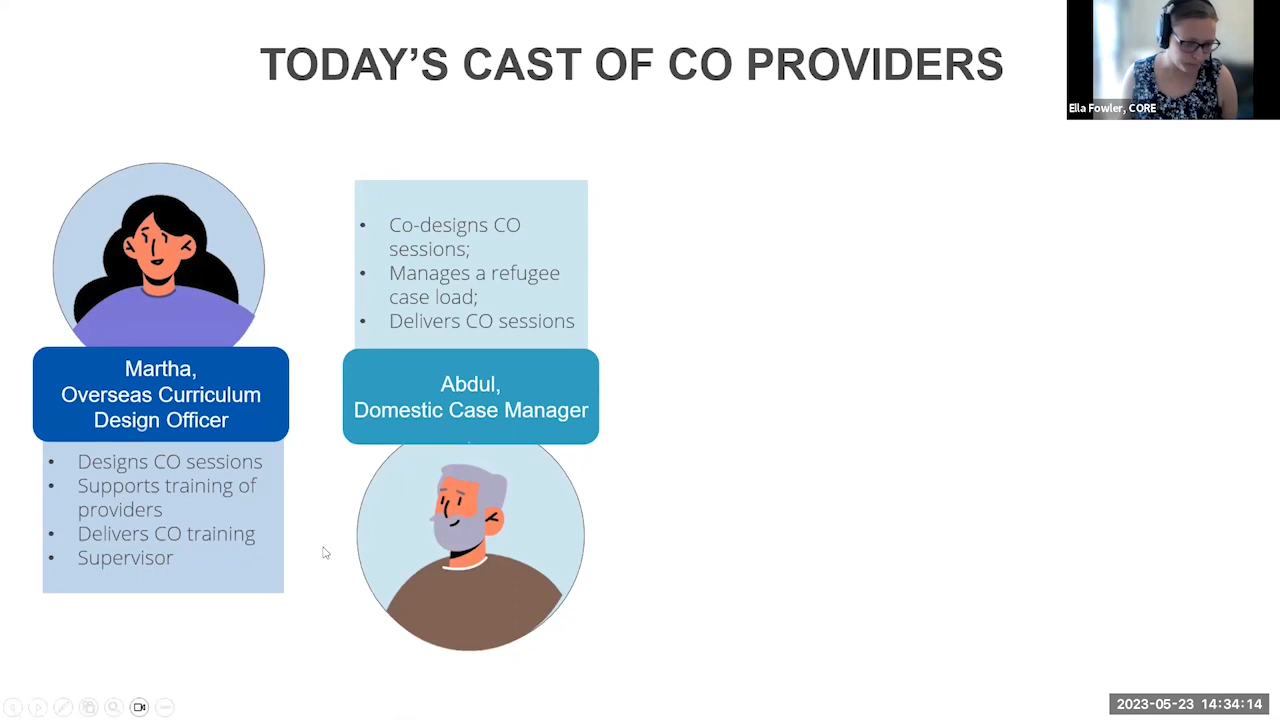 TODAY’S CAST OF CO PROVIDERS
Ella Fowler, CORE
Martha,
Overseas Curriculum
Design Officer
• Designs CO sessions
• Supports training of
providers
• Delivers CO training
• Supervisor
• Co-designs CO
sessions;
• Manages a refugee
case load;
• Delivers CO sessions
Abdul,
Domestic Case Manager
2023-05-23 14:34:14